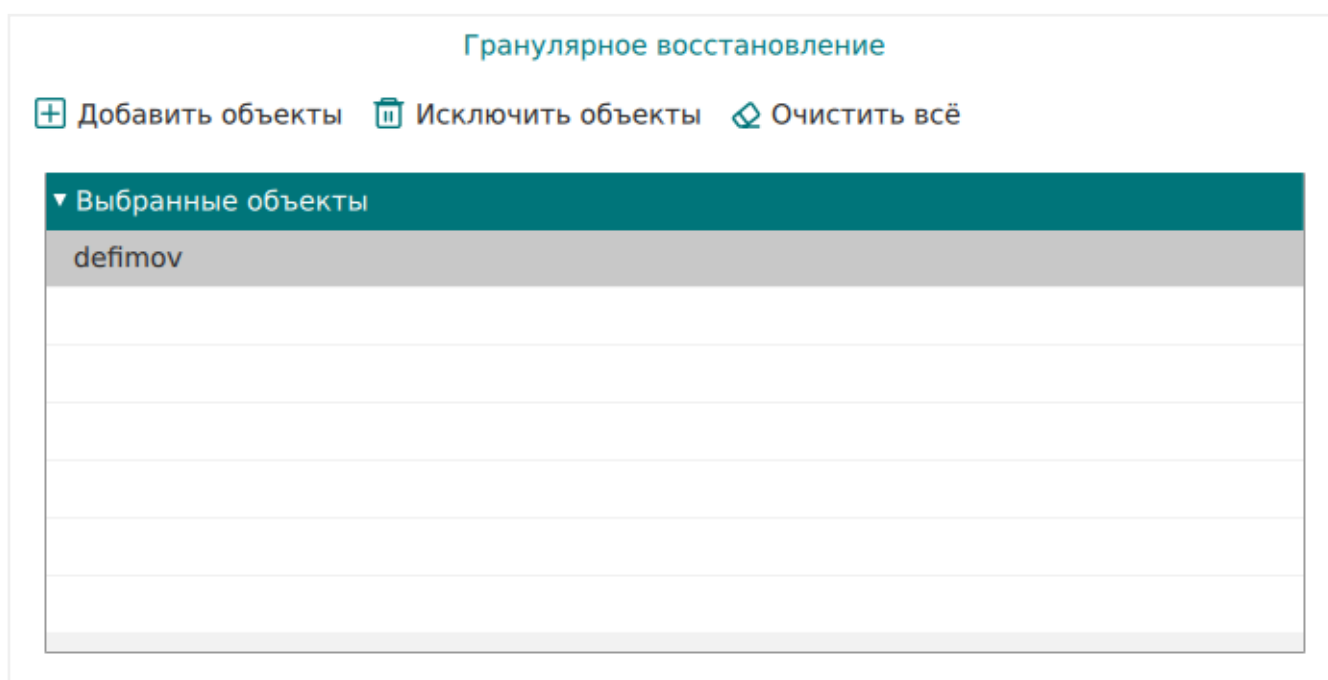 Гранулярное восстановление
Добавить объекты Исключить объекты Очистить всё
Выбранные объекты
defimov